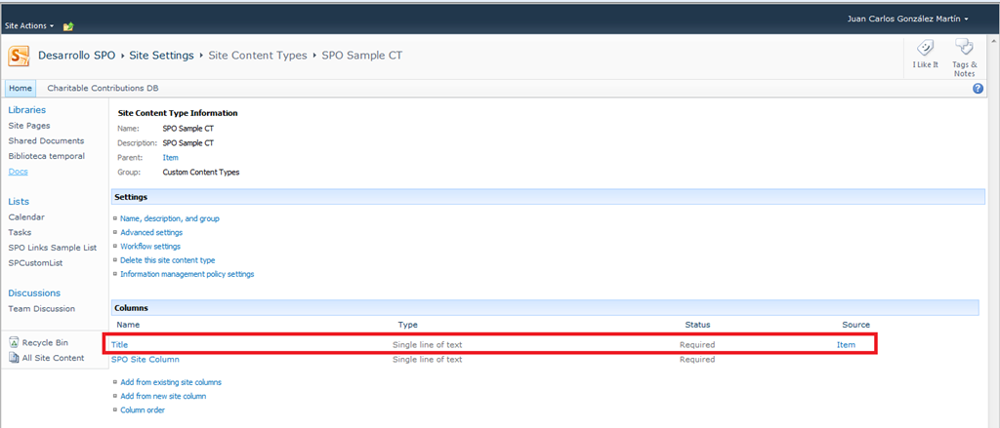 Juan Carlos González Martín
Site Actions
Desarrollo SPO Site Settings Site Content Types SPO Sample CT
I Like It
Tags &
Notes
Home Charitable Contributions DB
Libraries
Site Pages
Shared Documents
Biblioteca temporal
Docs
Lists
Calendar
Tasks
SPO Links Sample List
SPCustomList
Discussions
Team Discussion
Recycle Bin
All Site Content
Site Content Type Information
Name: SPO Sample CT
Description: SPO Sample CT
Parent: Item
Group: Custom Content Types
Settings
Name, description, and group
Advanced settings
Workflow settings
Delete this site content type
Information management policy settings
Columns
Name Type Status Source
Title Single line of text Required Item
SPO Site Column Single line of text Required
Add from existing site columns
Add from new site column
Column order